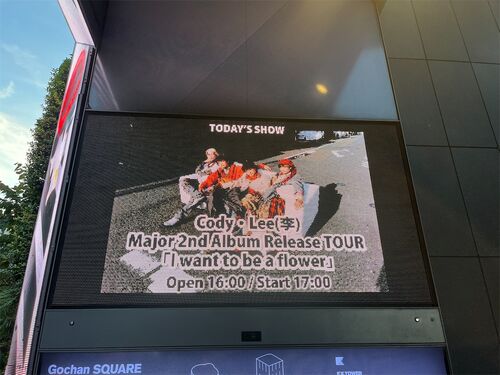 TODAY'S SHOW
Cody・Lee(李)
Major 2nd Album Release TOUR
「I want to be a flower」
Open 16:00 / Start 17:00
Gochan SQUARE